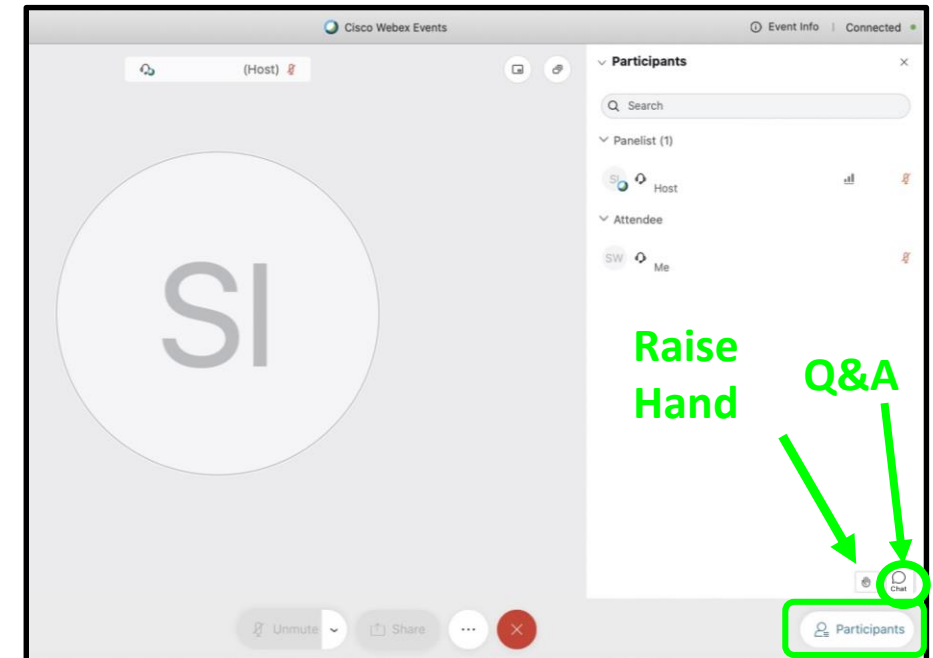 Cisco Webex Events
Event Info | Connected
(Host)
Participants
Search
Panelist (1)
SI
Host
Attendee
SW
Me
SI
Raise
Hand
Q&A
Chat
Unmute
Share
Participants